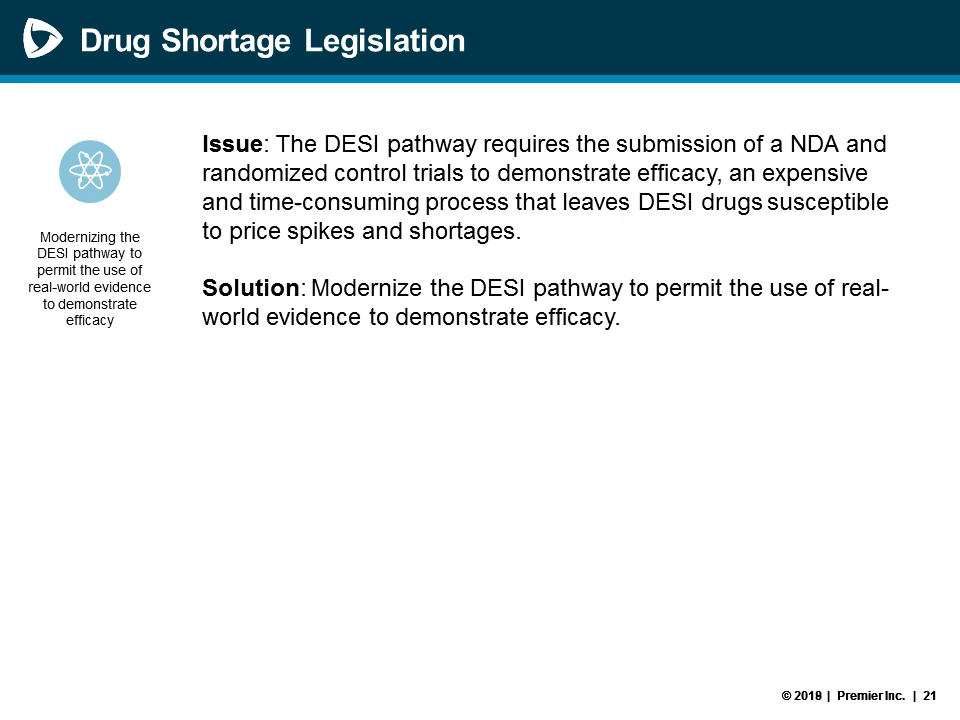 Drug Shortage Legislation
Issue: The DESI pathway requires the submission of a NDA and
randomized control trials to demonstrate efficacy, an expensive
and time-consuming process that leaves DESI drugs susceptible
to price spikes and shortages.
Solution: Modernize the DESI pathway to permit the use of real-
world evidence to demonstrate efficacy.
Modernizing the
DESI pathway to
permit the use of
real-world evidence
to demonstrate
efficacy
© | Premier Inc. | 21